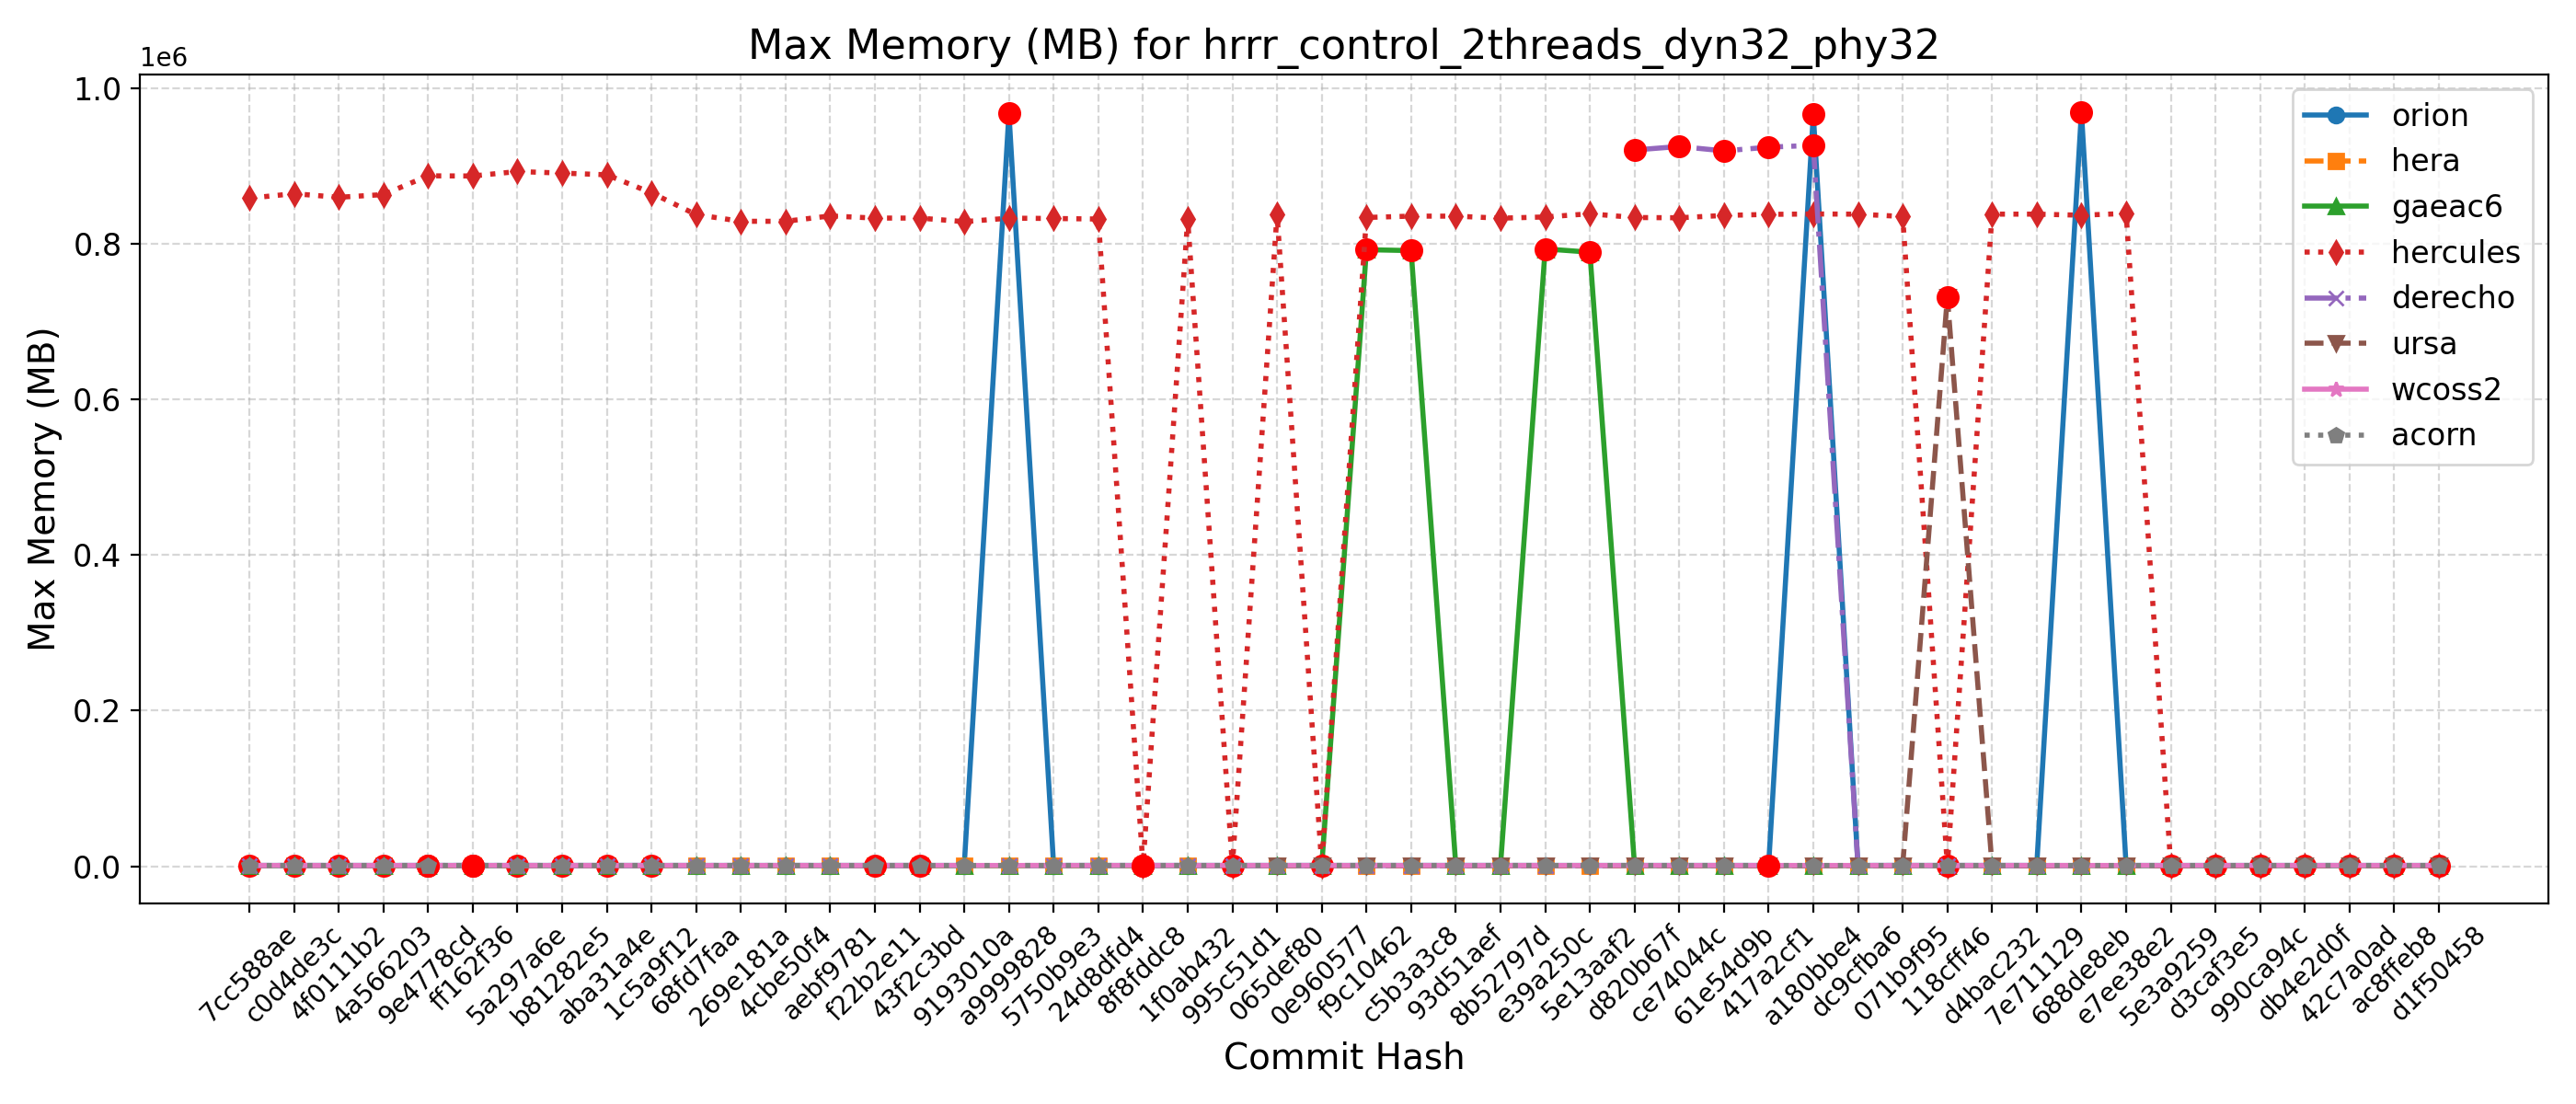 Max Memory (MB) for hrrr_control_2threads_dyn32_phy32
1e6
1.0
0.8
0.6
0.4
0.2
0.0
Max Memory (MB)
orion
hera
gaeac6
hercules
derecho
ursa
wcoss2
acorn
7cc588ae
c0d4de3c
4f0111b2
4a566203
9e4778cd
ff162f36
5a297a6e
b81282e5
aba31a4e
1c5a9f12
68fd7faa
269e181a
4cbe50f4
aebf9781
f22b2e11
43f2c3bd
9193010a
a9999828
5750b9e3
24d8dfd4
8f8fddc8
1f0ab432
995c51d1
065def80
0e960577
f9c10462
c5b3a3c8
93d51aef
8b52797d
e39a250c
5e13aaf2
d820b67f
ce74044c
61e54d9b
417a2cf1
a180bbe4
dc9cfba6
071b9f95
118cff46
d4bac232
7e711129
688de8eb
e7ee38e2
5e3a9259
d3caf3e5
990ca94c
db4e2d0f
42c7a0ad
ac8ffeb8
d1f50458
Commit Hash